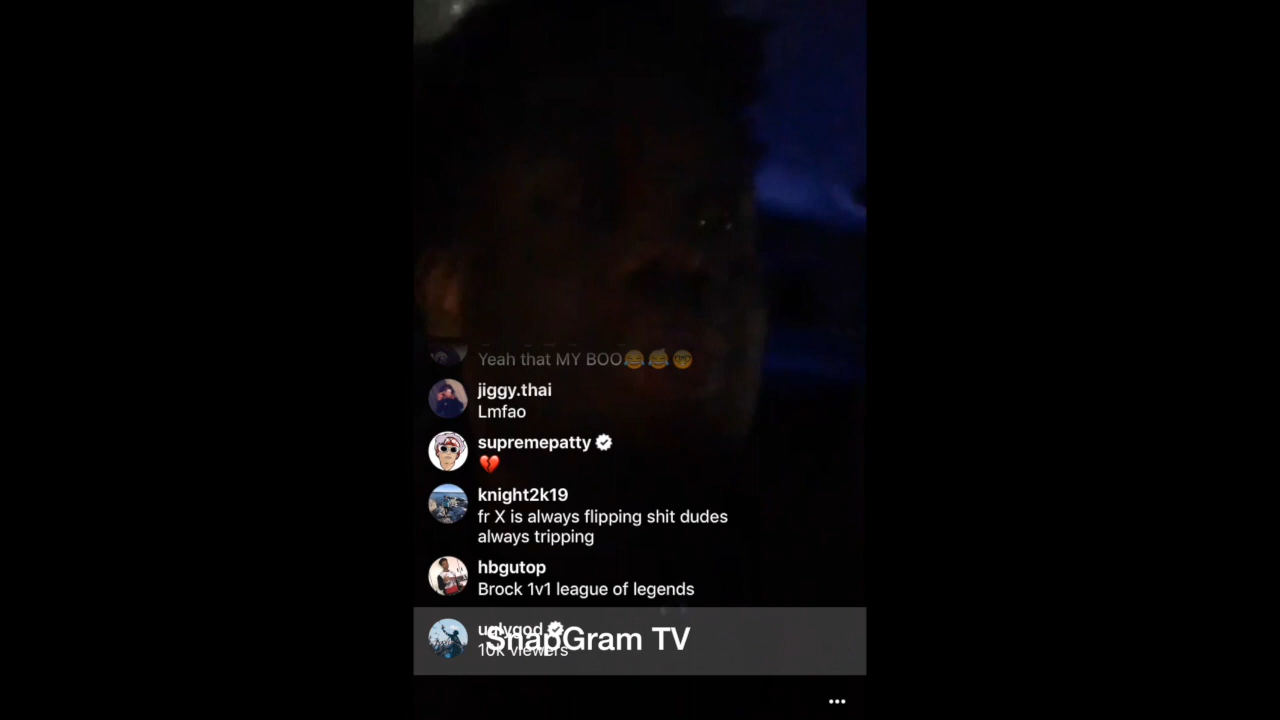 Yeah that MY BOO😂😂🤓
jiggy.thai
Lmfao
supremepatty
💔
knight2k19
fr X is always flipping shit dudes
always tripping
hbgutop
Brock 1v1 league of legends
uglygod
SnapGram TV
10k viewers